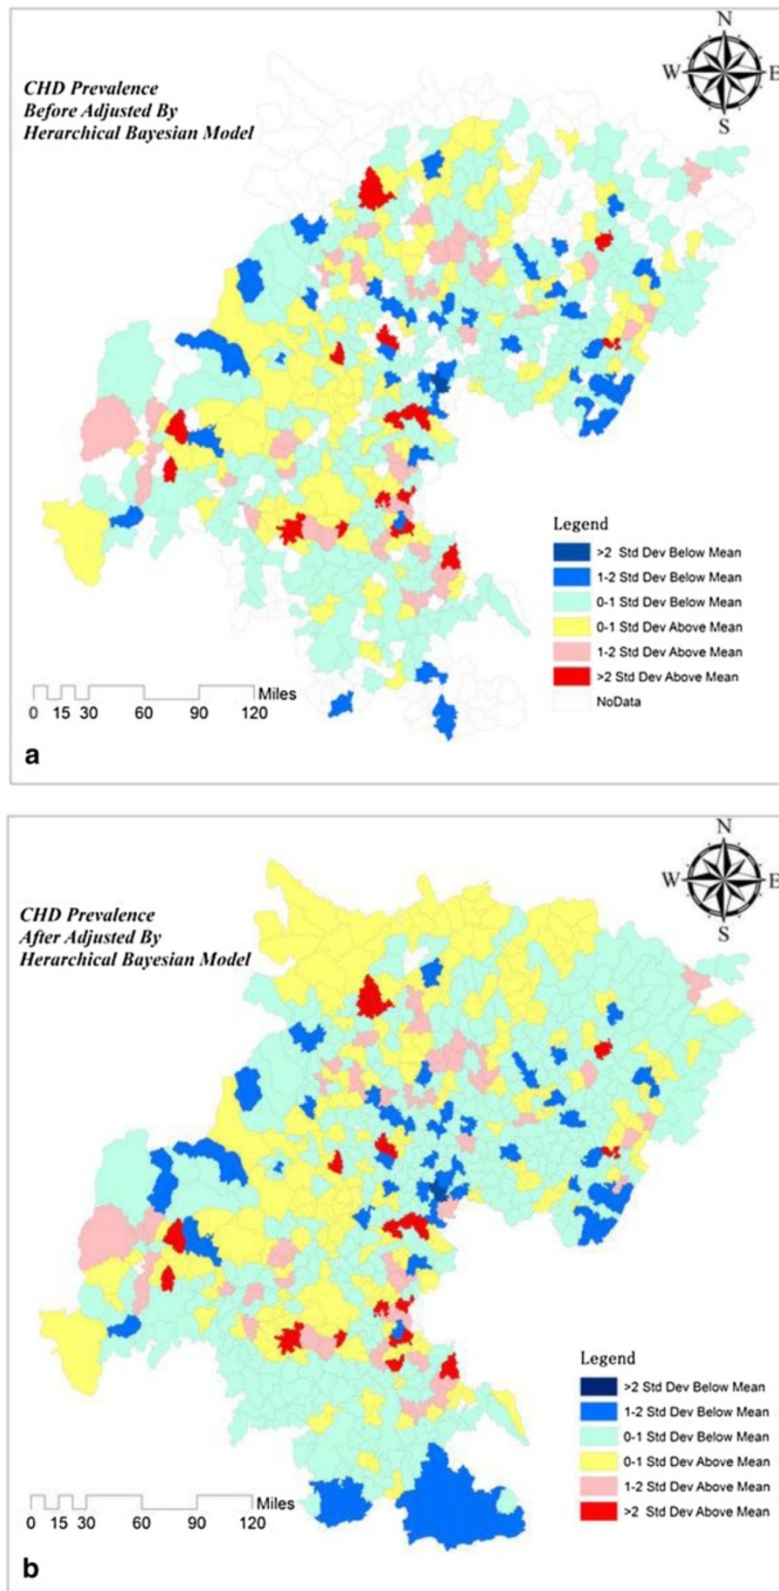 N
W E
S
CHD Prevalence
Before Adjusted By
Herarchical Bayesian Model
Legend
>2 Std Dev Below Mean
1-2 Std Dev Below Mean
0-1 Std Dev Below Mean
0-1 Std Dev Above Mean
1-2 Std Dev Above Mean
>2 Std Dev Above Mean
NoData
Miles
0 15 30 60 90 120
a
N
W E
S
CHD Prevalence
After Adjusted By
Herarchical Bayesian Model
Legend
>2 Std Dev Below Mean
1-2 Std Dev Below Mean
0-1 Std Dev Below Mean
0-1 Std Dev Above Mean
1-2 Std Dev Above Mean
>2 Std Dev Above Mean
Miles
0 15 30 60 90 120
b